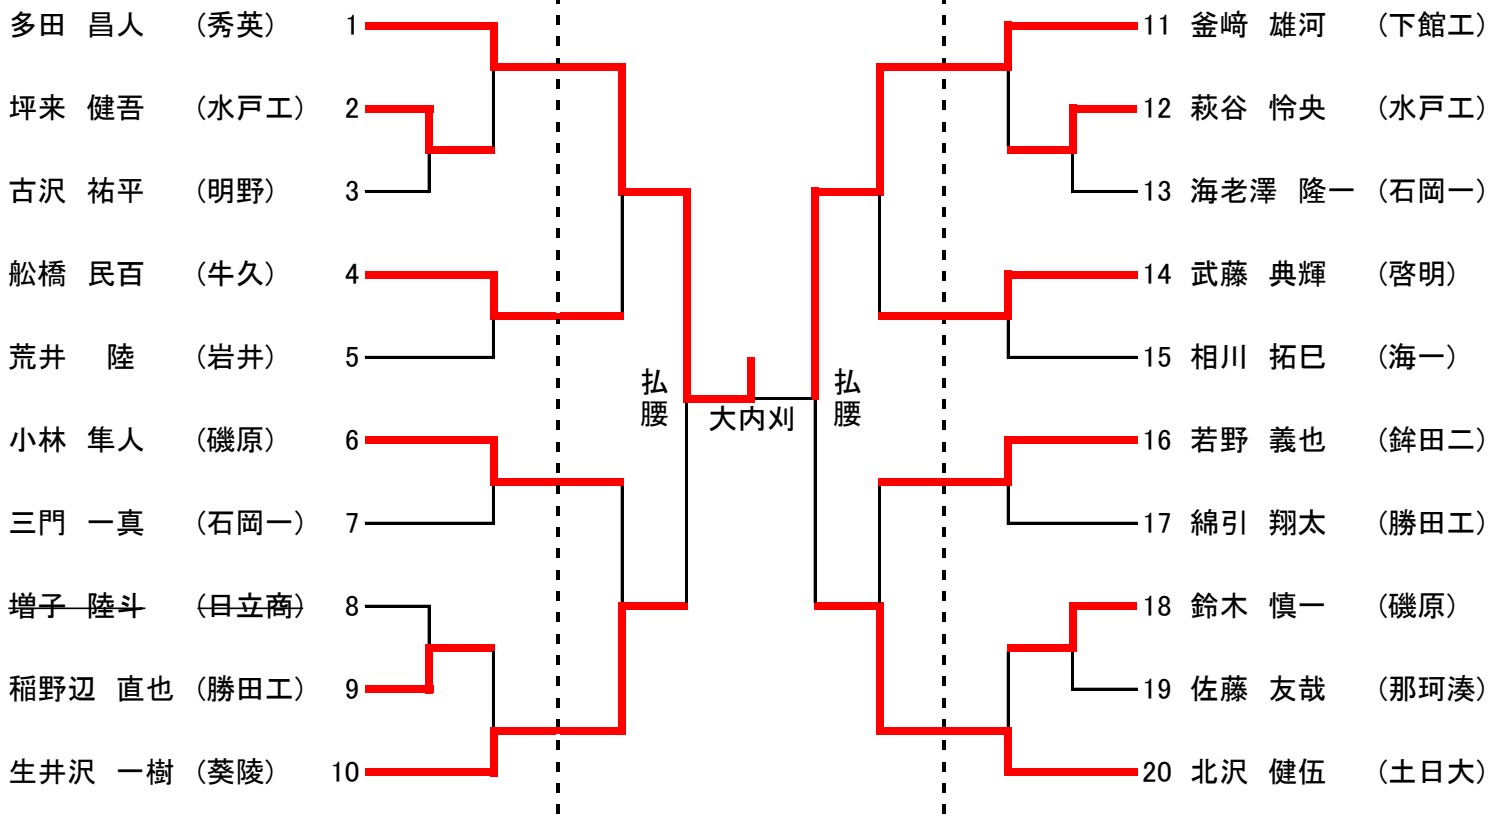 多田 昌人 （秀英） 1
坪来 健吾 （水戸工） 2
古沢 祐平 （明野） 3
舩橋 民百 （牛久） 4
荒井 陸 （岩井） 5
小林 隼人 （磯原） 6
三門 一真 （石岡一） 7
増子 陸斗 （日立商） 8
稲野辺 直也 （勝田工） 9
生井沢 一樹 （葵陵） 10
払腰
大内刈
払腰
11 釜﨑 雄河 （下館工）
12 萩谷 怜央 （水戸工）
13 海老澤 隆一 （石岡一）
14 武藤 典輝 （啓明）
15 相川 拓巳 （海一）
16 若野 義也 （鉾田二）
17 綿引 翔太 （勝田工）
18 鈴木 慎一 （磯原）
19 佐藤 友哉 （那珂湊）
20 北沢 健伍 （土日大）